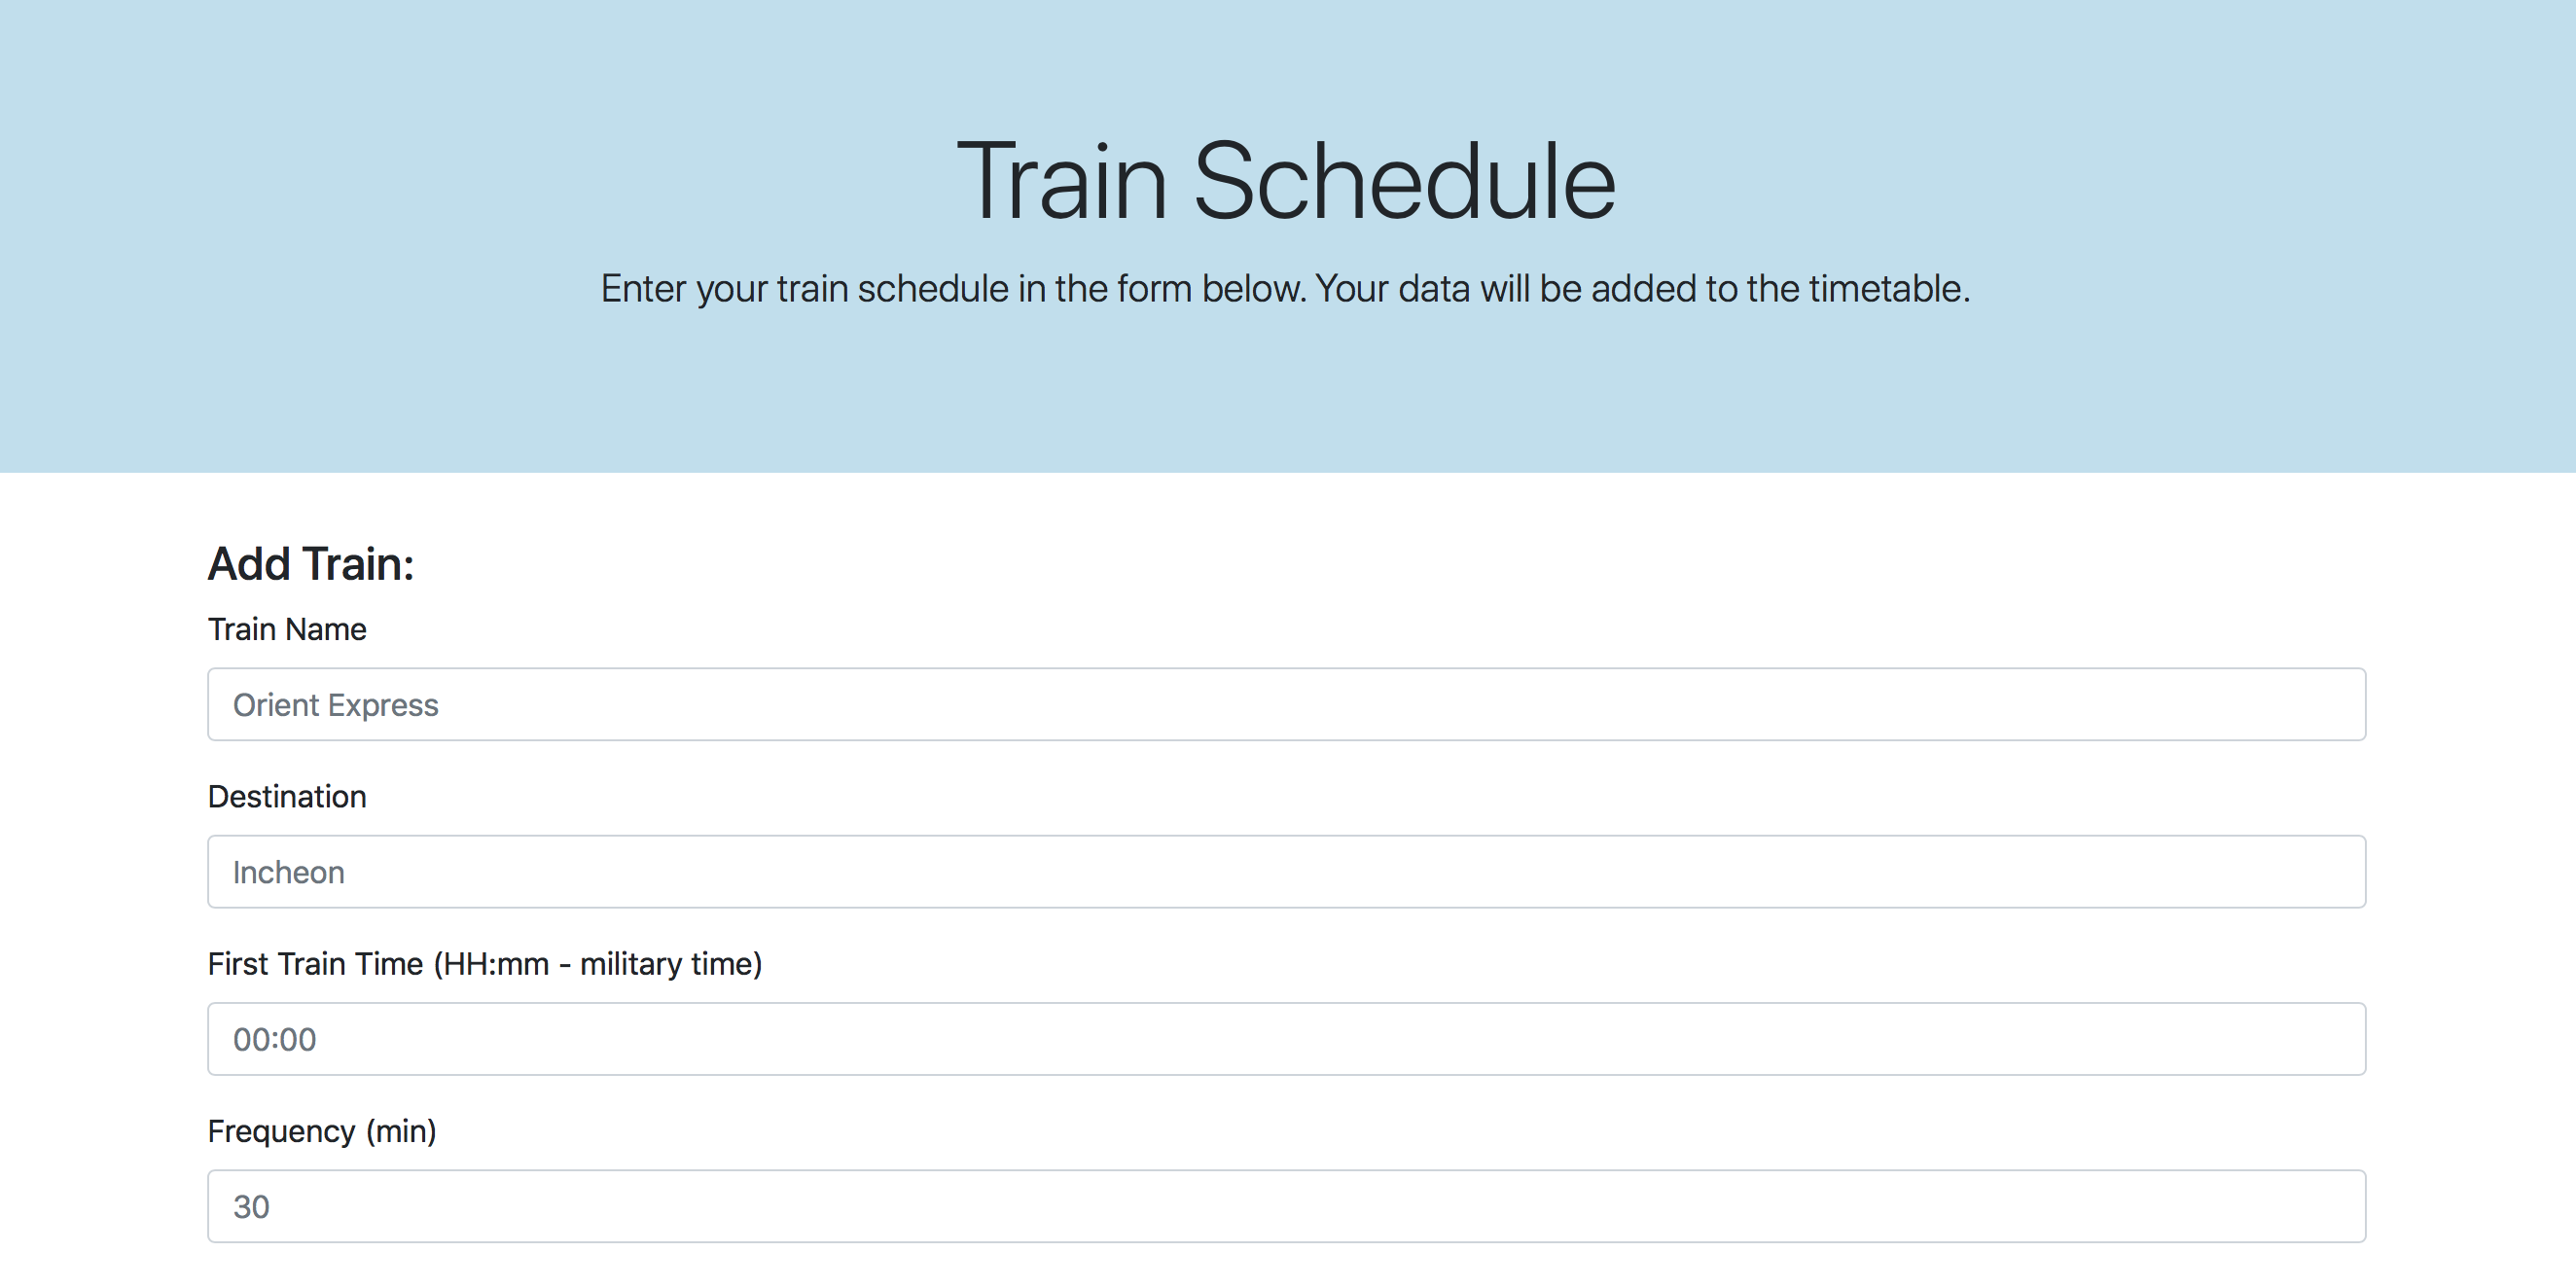 Train Schedule
Enter your train schedule in the form below. Your data will be added to the timetable.
Add Train:
Train Name
Orient Express
Destination
Incheon
First Train Time (HH:mm - military time)
00:00
Frequency (min)
30